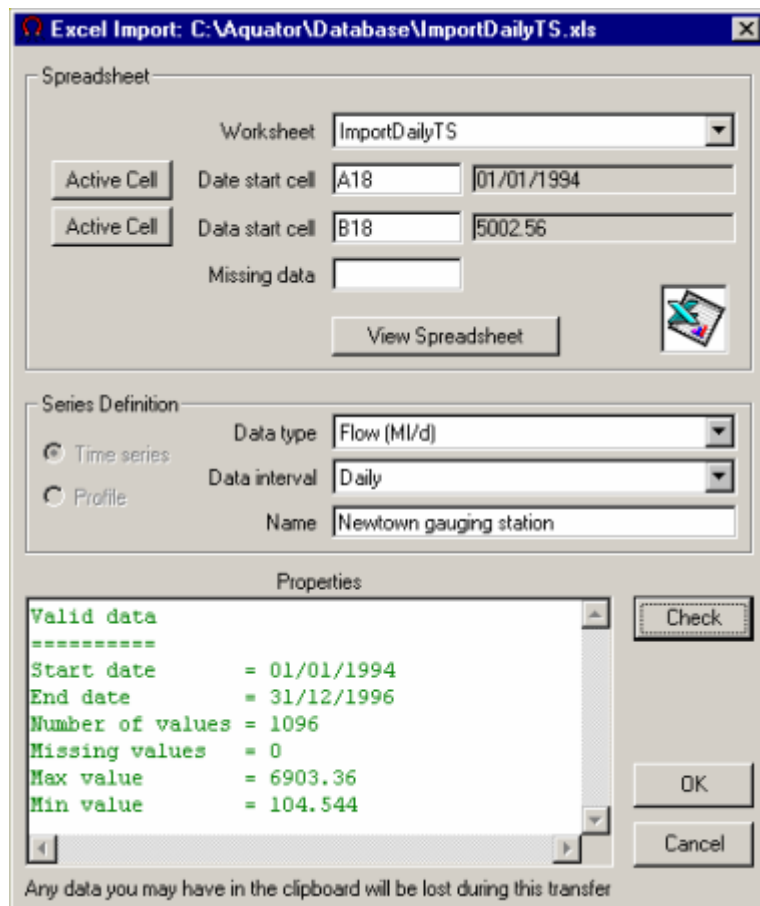 Excel Import: C:\Aquator\Database\ImportDailyTS.xls
Spreadsheet
Worksheet ImportDailyTS
Active Cell Date start cell A18 01/01/1994
Active Cell Data start cell B18 5002.56
Missing data
View Spreadsheet
Series Definition
Data type Flow (Ml/d)
Time series
Data interval Daily
Profile
Name Newtown gauging station
Properties
Valid data
==========
Start date = 01/01/1994
End date = 31/12/1996
Number of values = 1096
Missing values = 0
Max value = 6903.36
Min value = 104.544
Check
OK
Cancel
Any data you may have in the clipboard will be lost during this transfer